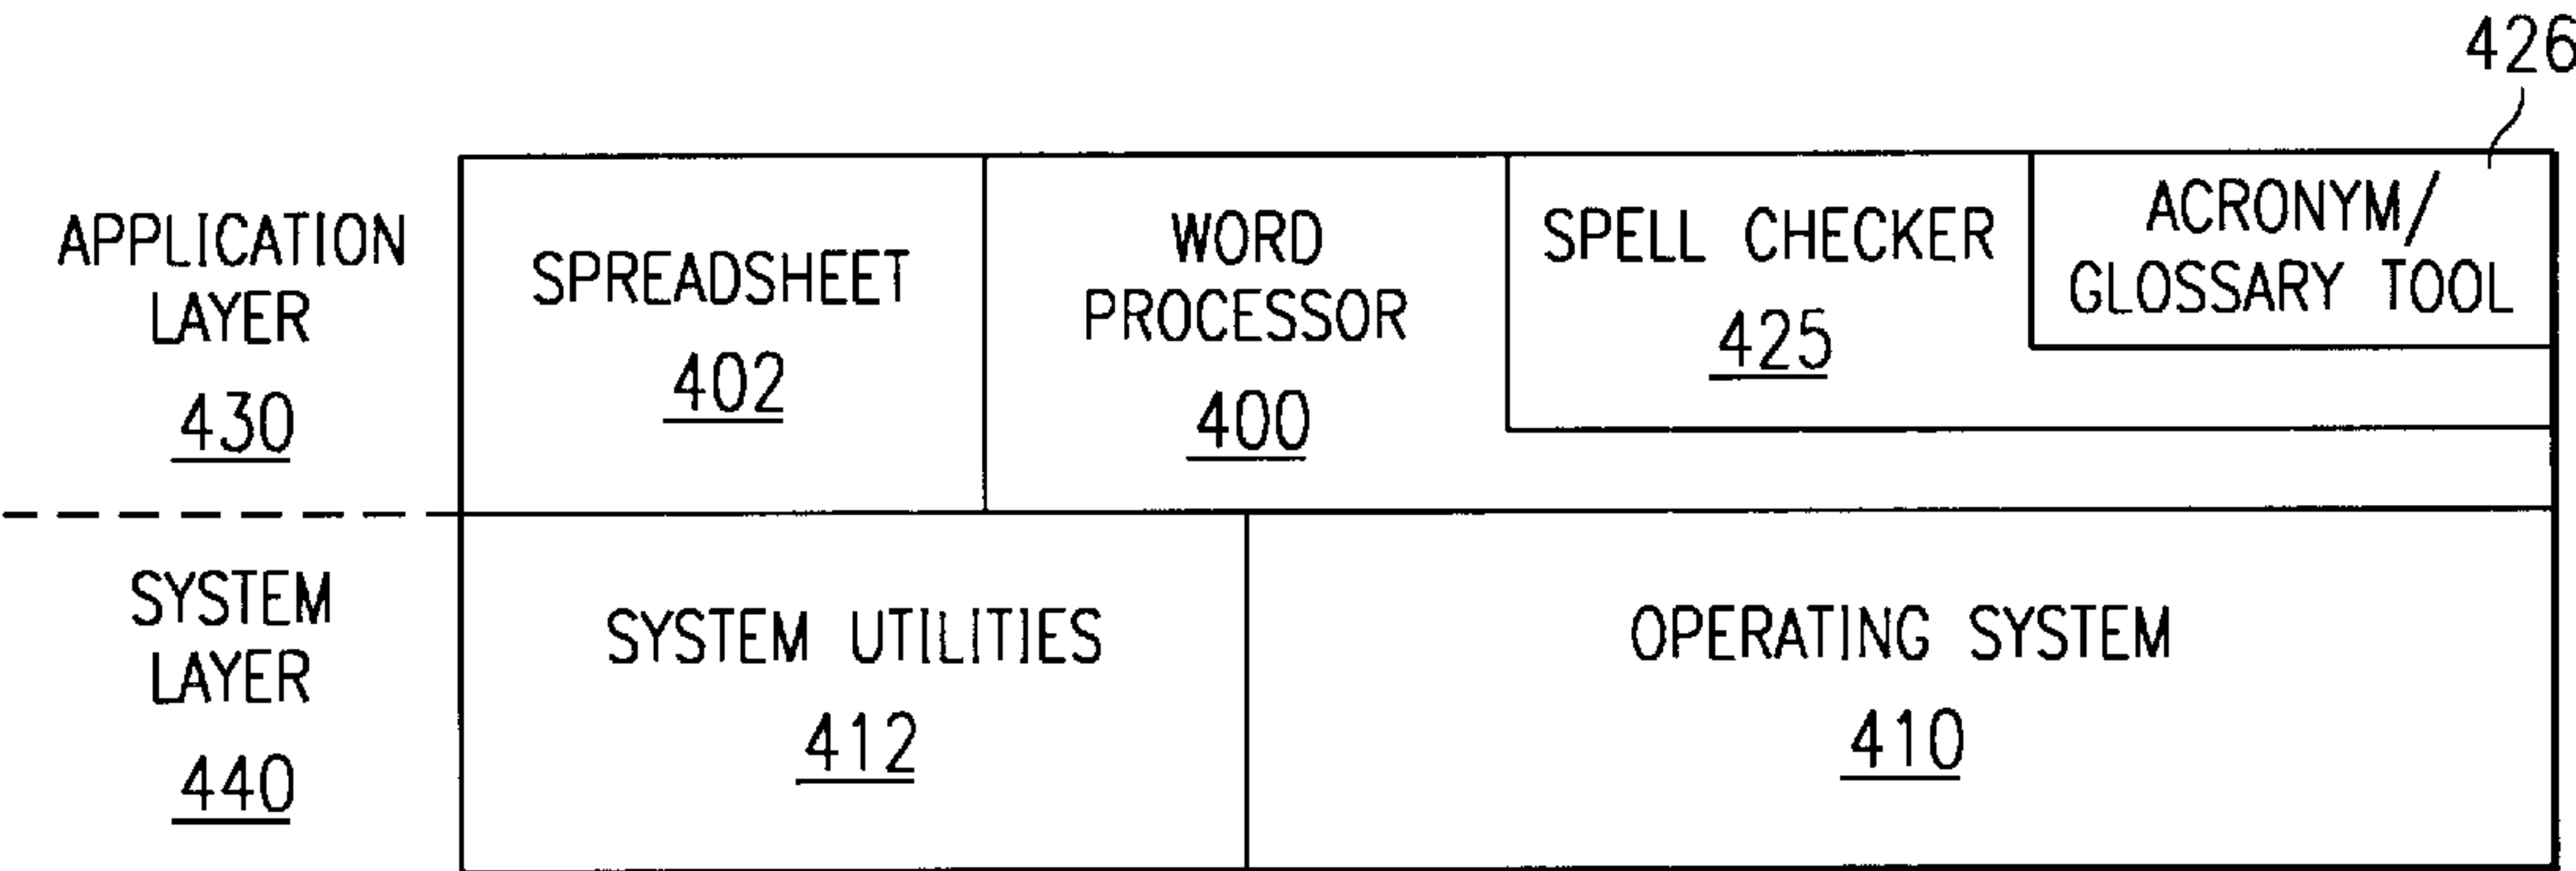 426
APPLICATION
LAYER
430
SPREADSHEET
402
WORD
PROCESSOR
400
SPELL CHECKER
425
ACRONYM/
GLOSSARY TOOL
SYSTEM
LAYER
440
SYSTEM UTILITIES
412
OPERATING SYSTEM
410